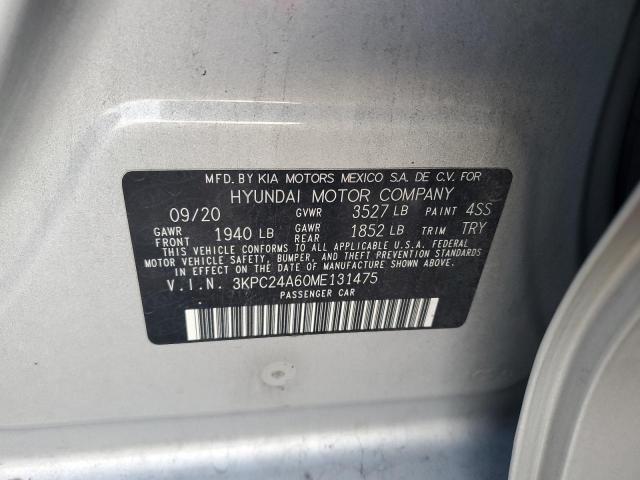 MFD. BY KIA MOTORS MEXICO S.A. DE C.V. FOR
HYUNDAI MOTOR COMPANY
09/20 GVWR 3527 LB PAINT 4SS
GAWR FRONT 1940 LB GAWR REAR 1852 LB TRIM TRY
THIS VEHICLE CONFORMS TO ALL APPLICABLE U.S.A. FEDERAL
MOTOR VEHICLE SAFETY, BUMPER, AND THEFT PREVENTION STANDARDS
IN EFFECT ON THE DATE OF MANUFACTURE SHOWN ABOVE.
V.I.N. 3KPC24A60ME131475
PASSENGER CAR